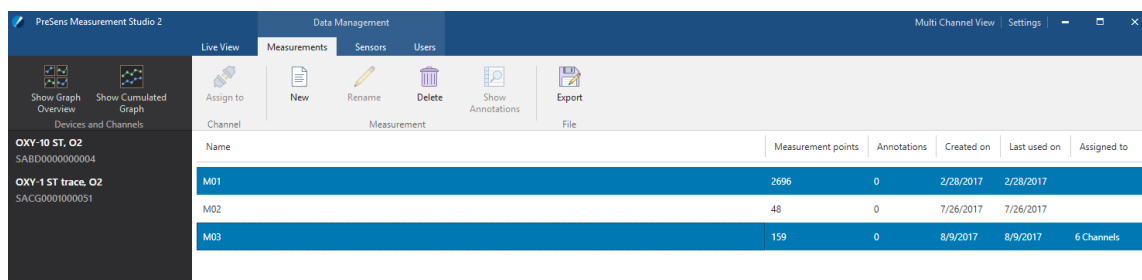 PreSens Measurement Studio 2
Data Management
Multi Channel View Settings
Live View Measurements Sensors Users
Show Graph Overview
Show Cumulated Graph
Devices and Channels
Assign to
Channel
New
Rename
Delete
Show Annotations
Measurement
Export
File
OXY-10 ST, O2
SABD0000000004
OXY-1 ST trace, O2
SACG0001000051
Name Measurement points Annotations Created on Last used on Assigned to
M01 2696 0 2/28/2017 2/28/2017
M02 48 0 7/26/2017 7/26/2017
M03 159 0 8/9/2017 8/9/2017 6 Channels